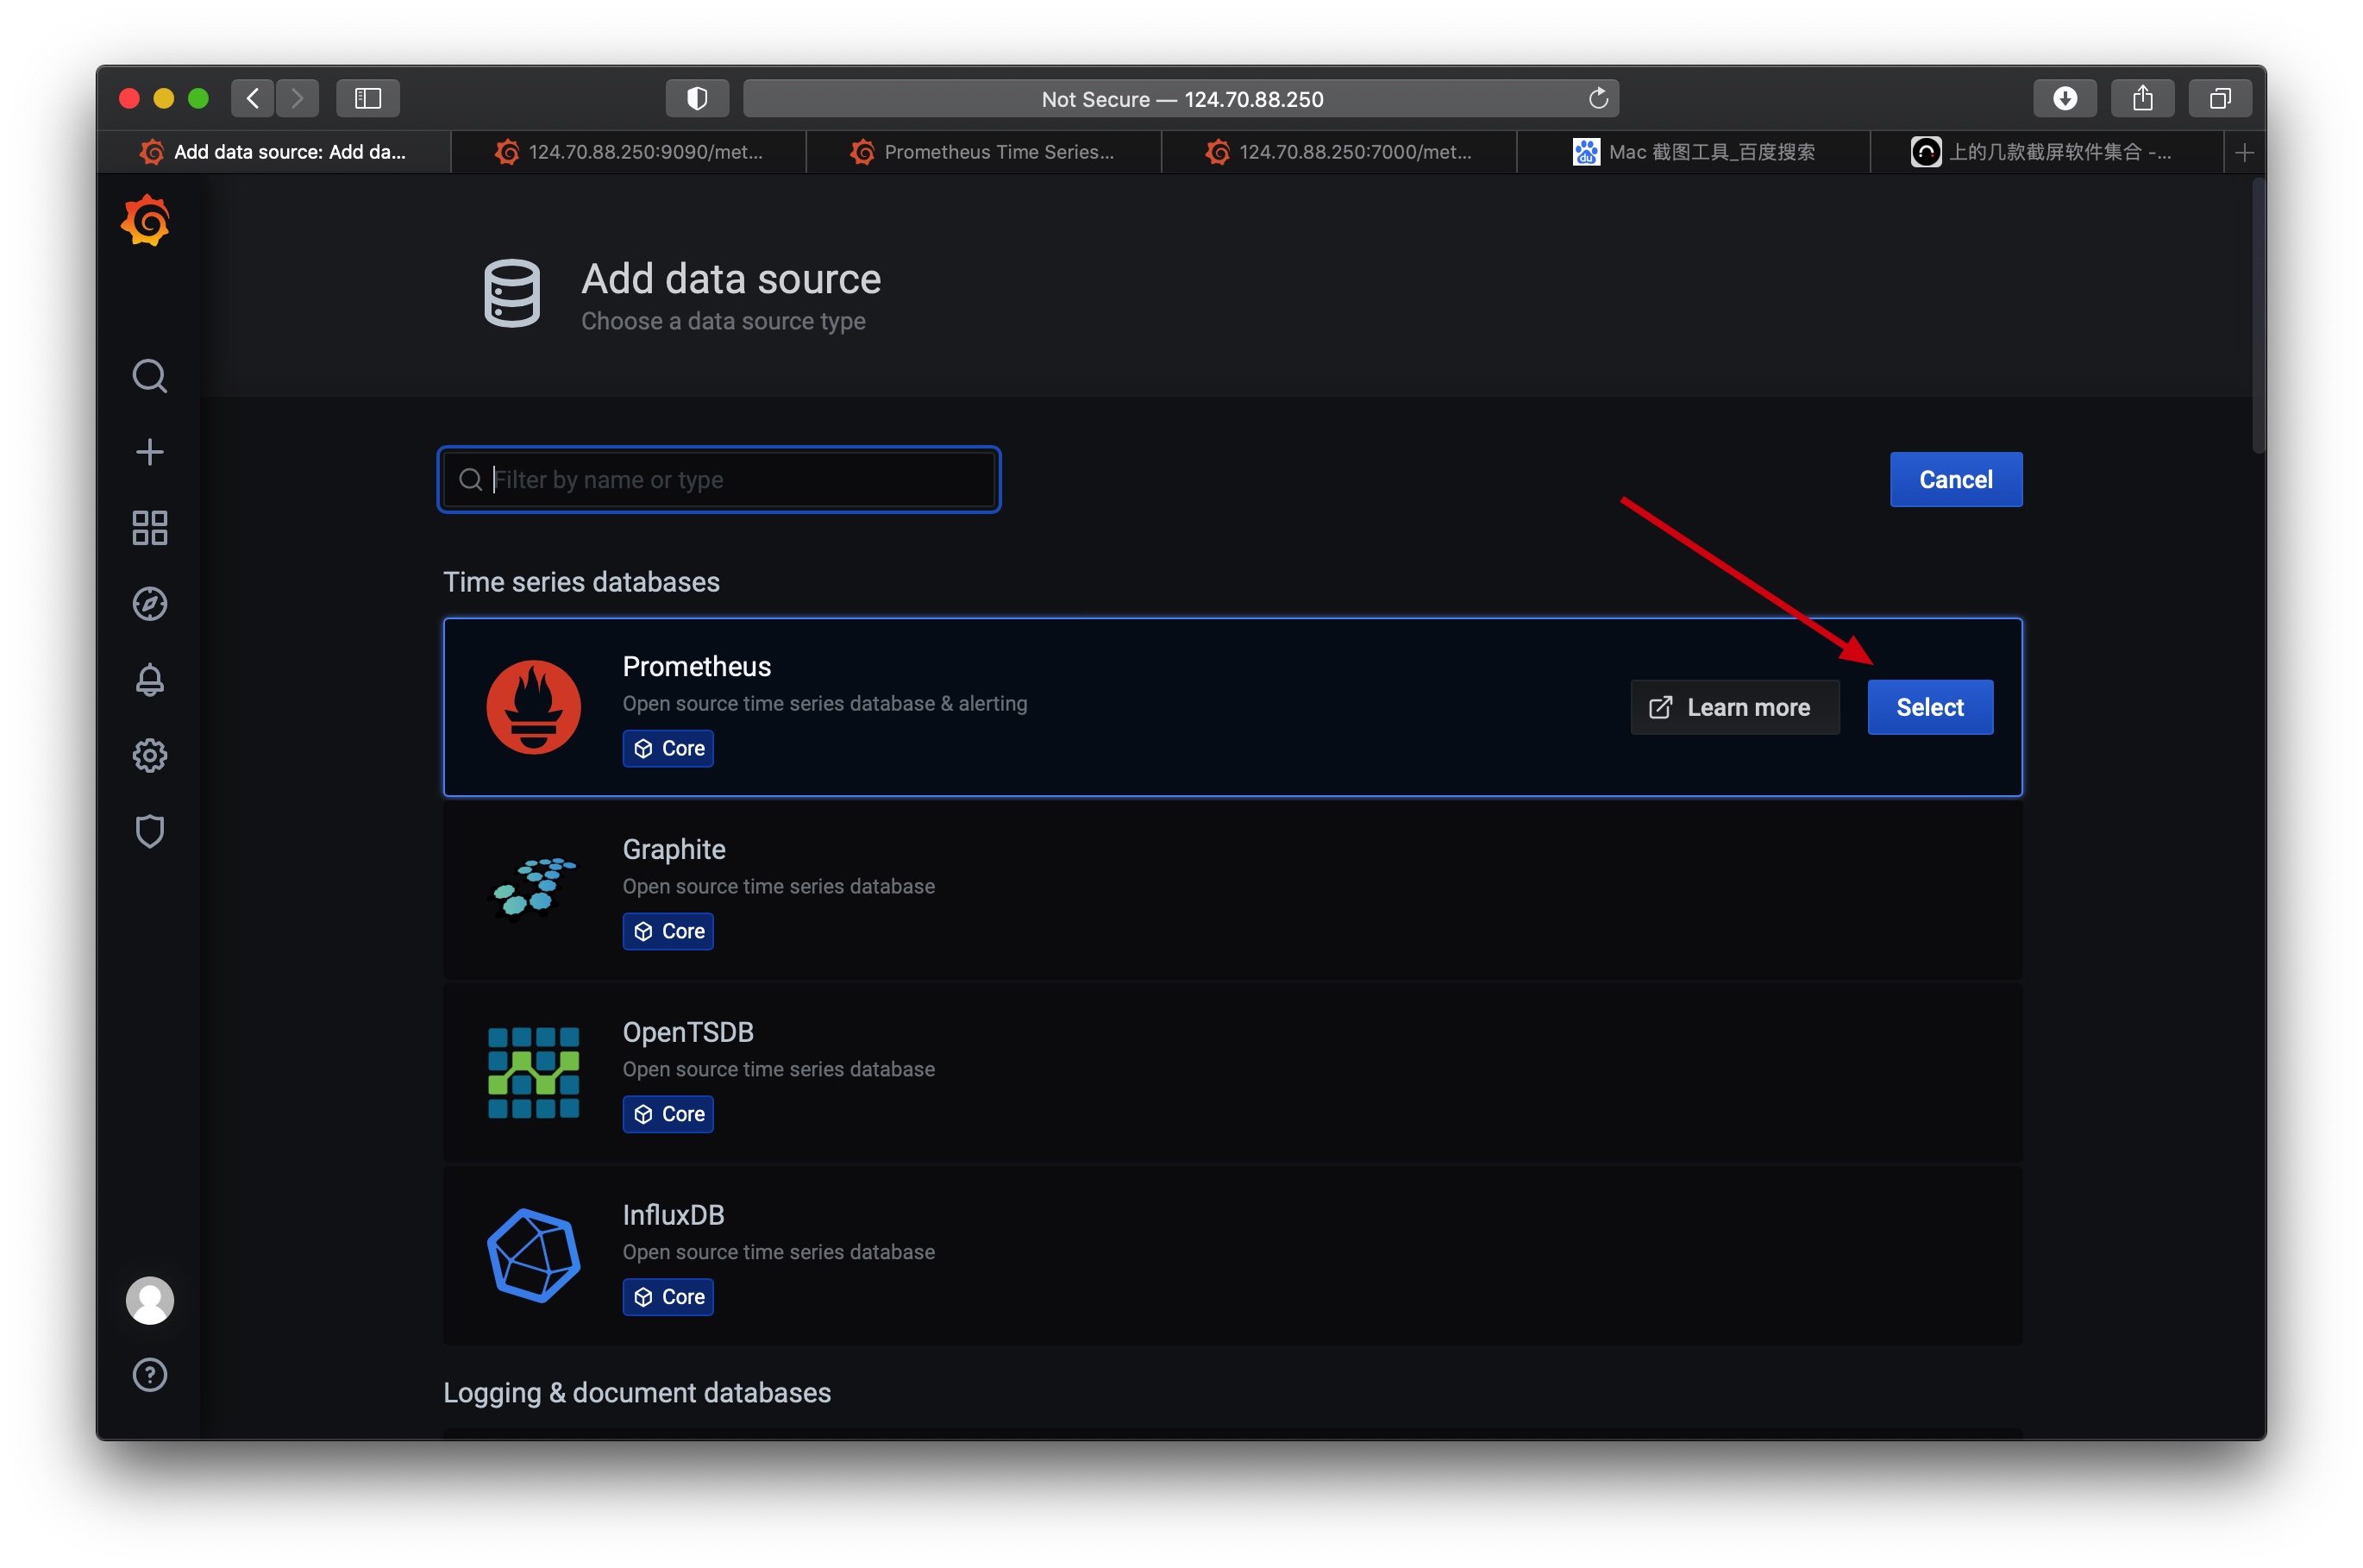 Not Secure — 124.70.88.250
Add data source: Add da...
124.70.88.250:9090/met...
Prometheus Time Series...
124.70.88.250:7000/met...
du
Mac 截图工具_百度搜索
上的几款截屏软件集合 -...
Add data source
Choose a data source type
Filter by name or type
Cancel
Time series databases
Prometheus
Open source time series database & alerting
Core
Learn more
Select
Graphite
Open source time series database
Core
OpenTSDB
Open source time series database
Core
InfluxDB
Open source time series database
Core
Logging & document databases